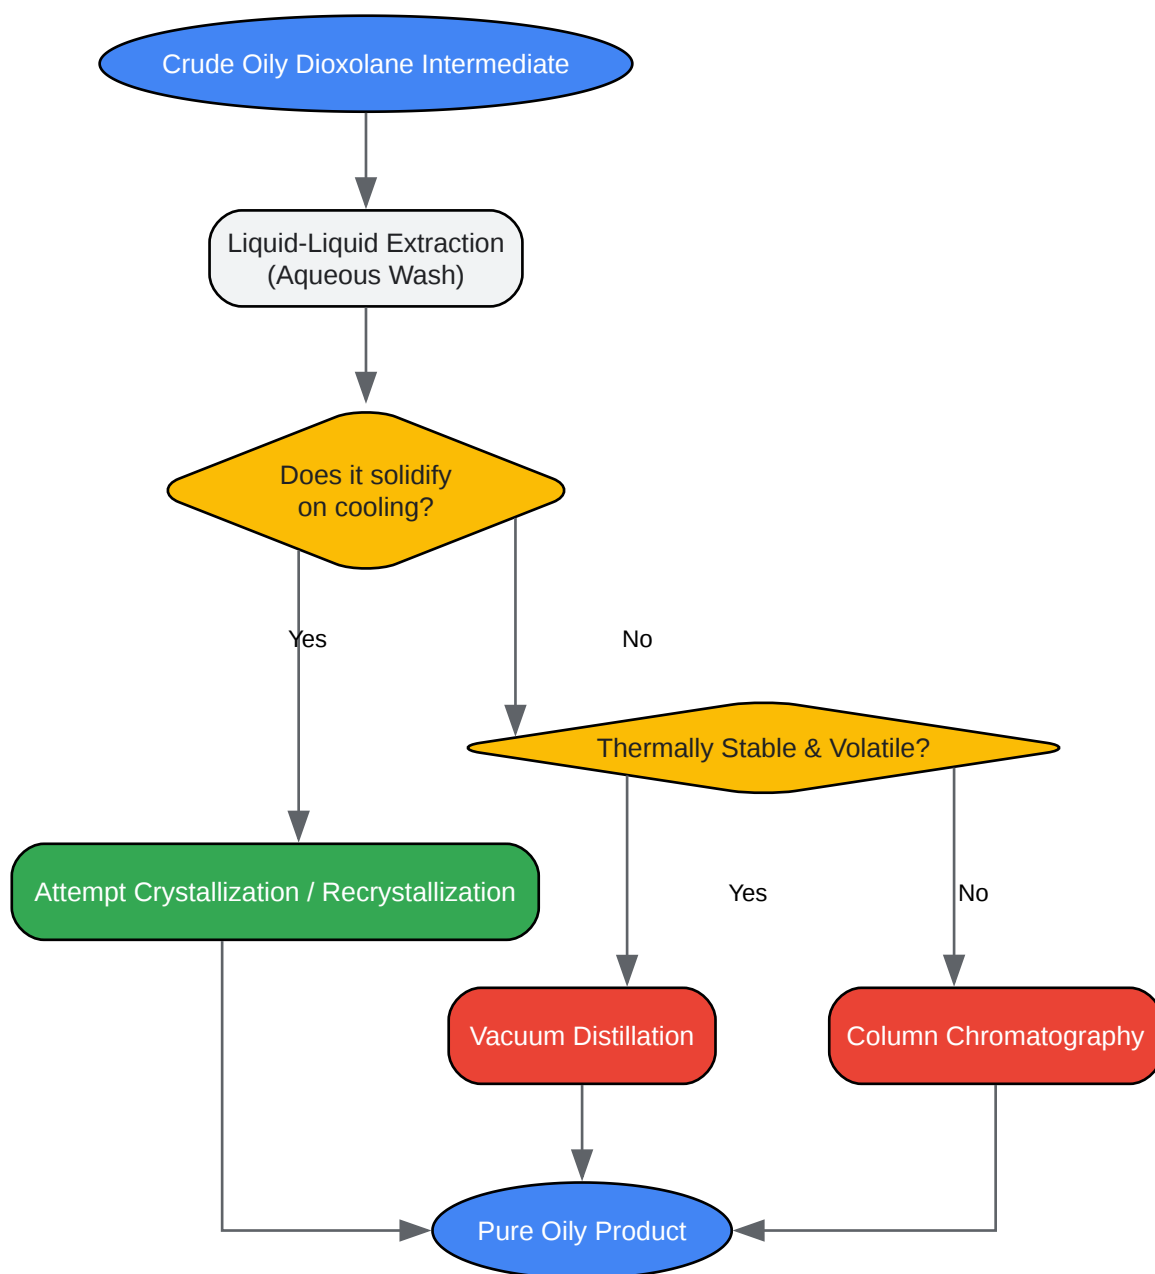 Crude Oily Dioxolane Intermediate
Liquid-Liquid Extraction
(Aqueous Wash)
Does it solidify
on cooling?
Yes
No
Thermally Stable & Volatile?
Attempt Crystallization / Recrystallization
Yes
No
Vacuum Distillation
Column Chromatography
Pure Oily Product